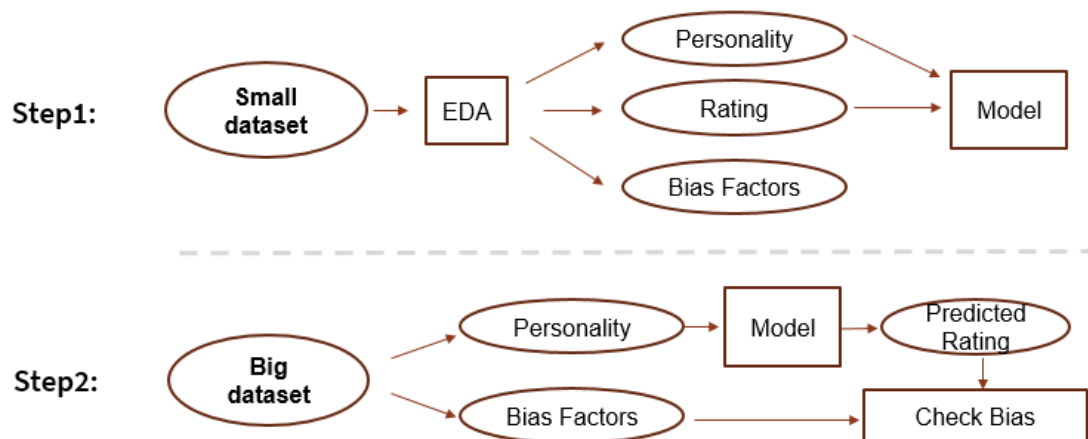 Step1:
Small
dataset
EDA
Personality
Rating
Bias Factors
Model
Step2:
Big
dataset
Personality
Bias Factors
Model
Predicted
Rating
Check Bias